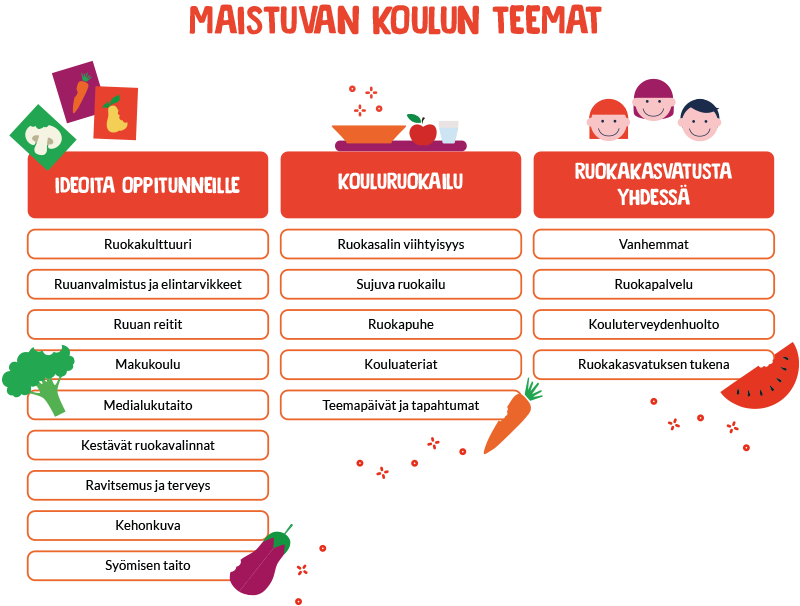 MAISTUVAN KOULUN TEEMAT
IDEOITA OPPITUNNEILLE
Ruokakulttuuri
Ruuanvalmistus ja elintarvikkeet
Ruuan reitit
Makukoulu
Medialukutaito
Kestävät ruokavalinnat
Ravitsemus ja terveys
Kehonkuva
Syömisen taito
KOULURUOKAILU
Ruokasalin viihtyisyys
Sujuva ruokailu
Ruokapuhe
Kouluateriat
Teemapäivät ja tapahtumat
RUOKAKASVATUSTA
YHDESSÄ
Vanhemmat
Ruokapalvelu
Kouluterveydenhuolto
Ruokakasvatuksen tukena